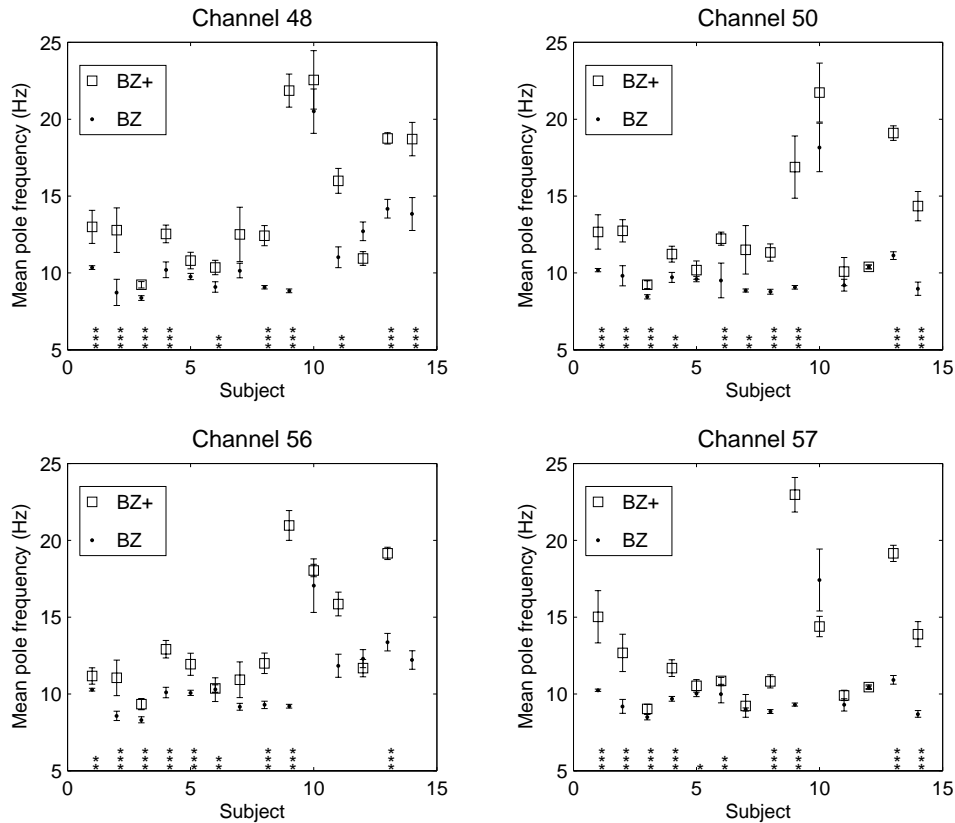 Channel 48
Mean pole frequency (Hz)
25
20
15
10
5
BZ+
BZ
*** *** *** *** ** *** *** ** *** ***
0 5 10 15
Subject
Channel 50
Mean pole frequency (Hz)
25
20
15
10
5
BZ+
BZ
*** *** *** ** *** ** *** *** *** ***
0 5 10 15
Subject
Channel 56
Mean pole frequency (Hz)
25
20
15
10
5
BZ+
BZ
** *** *** *** *** ** *** *** ***
0 5 10 15
Subject
Channel 57
Mean pole frequency (Hz)
25
20
15
10
5
BZ+
BZ
*** *** *** *** * *** *** *** ***
0 5 10 15
Subject